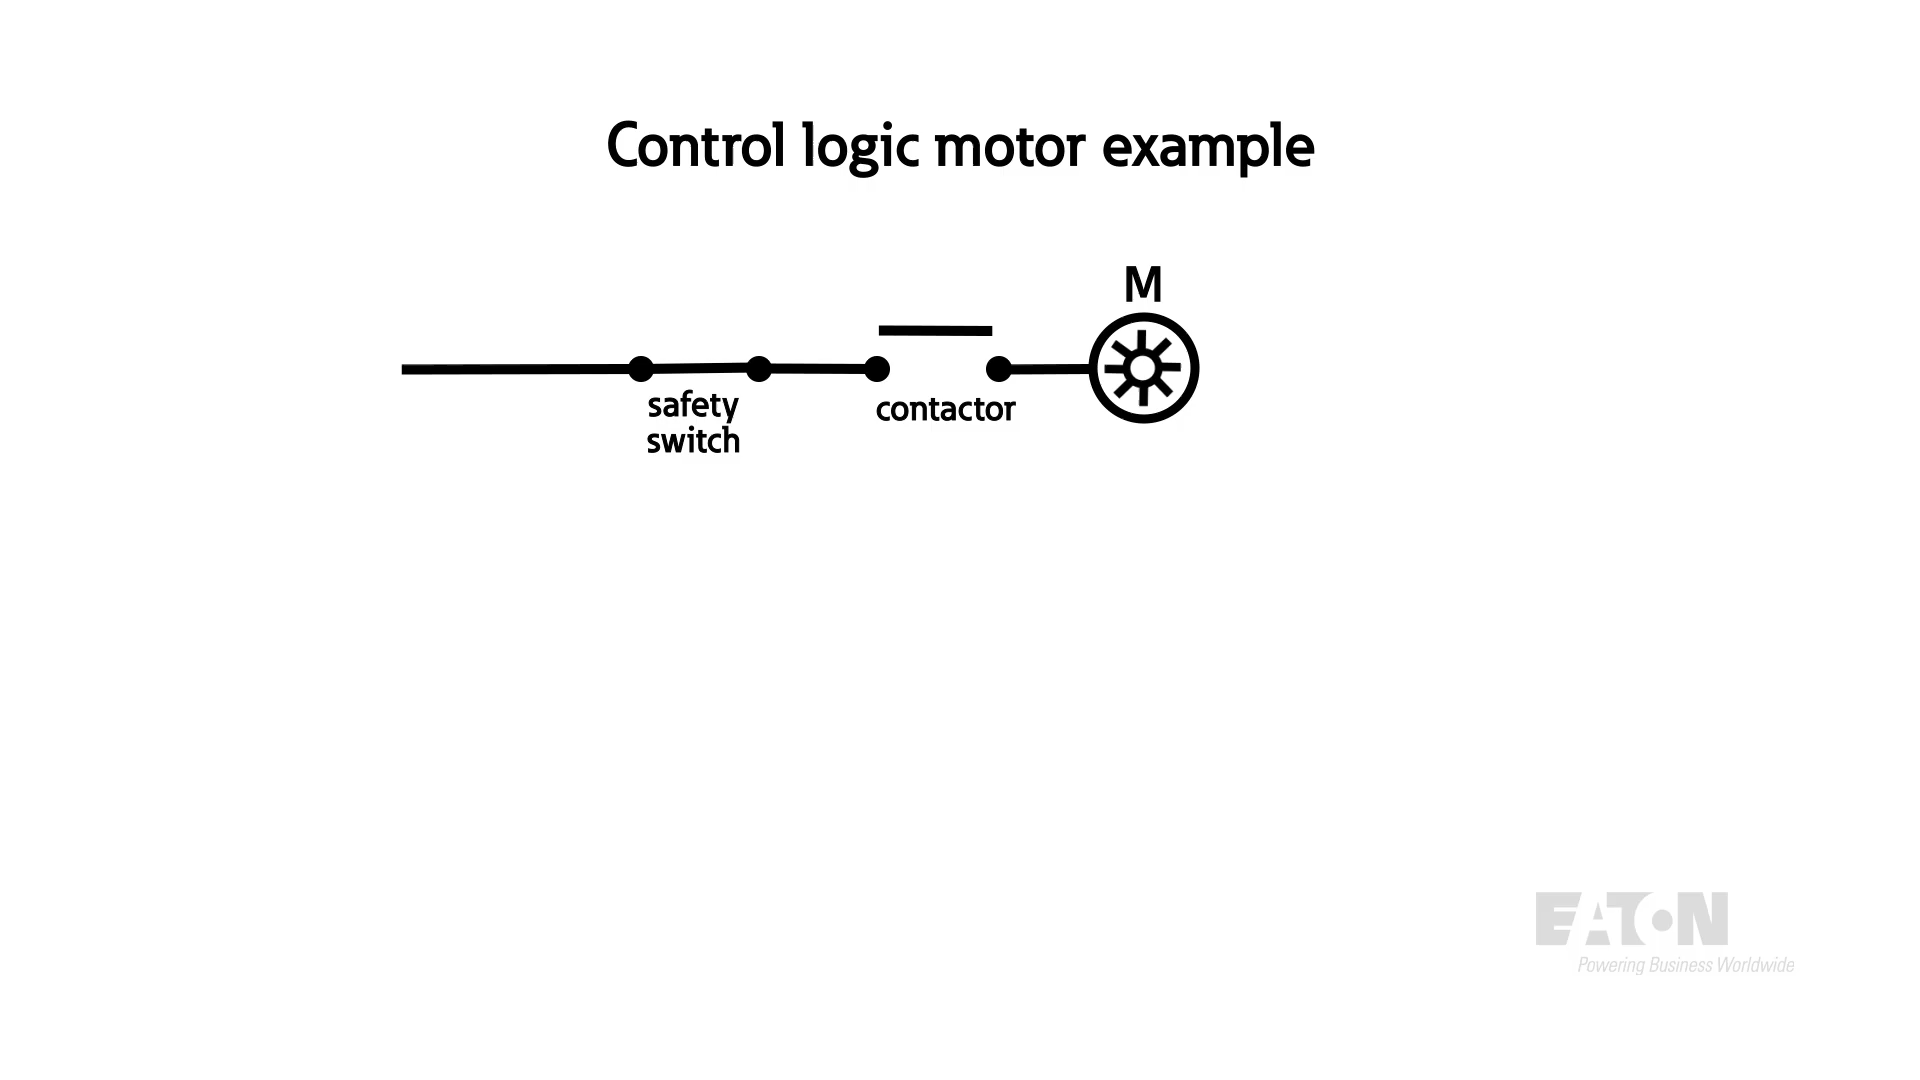 Control logic motor example
M
safety
switch
contactor
EATON
Powering Business Worldwide